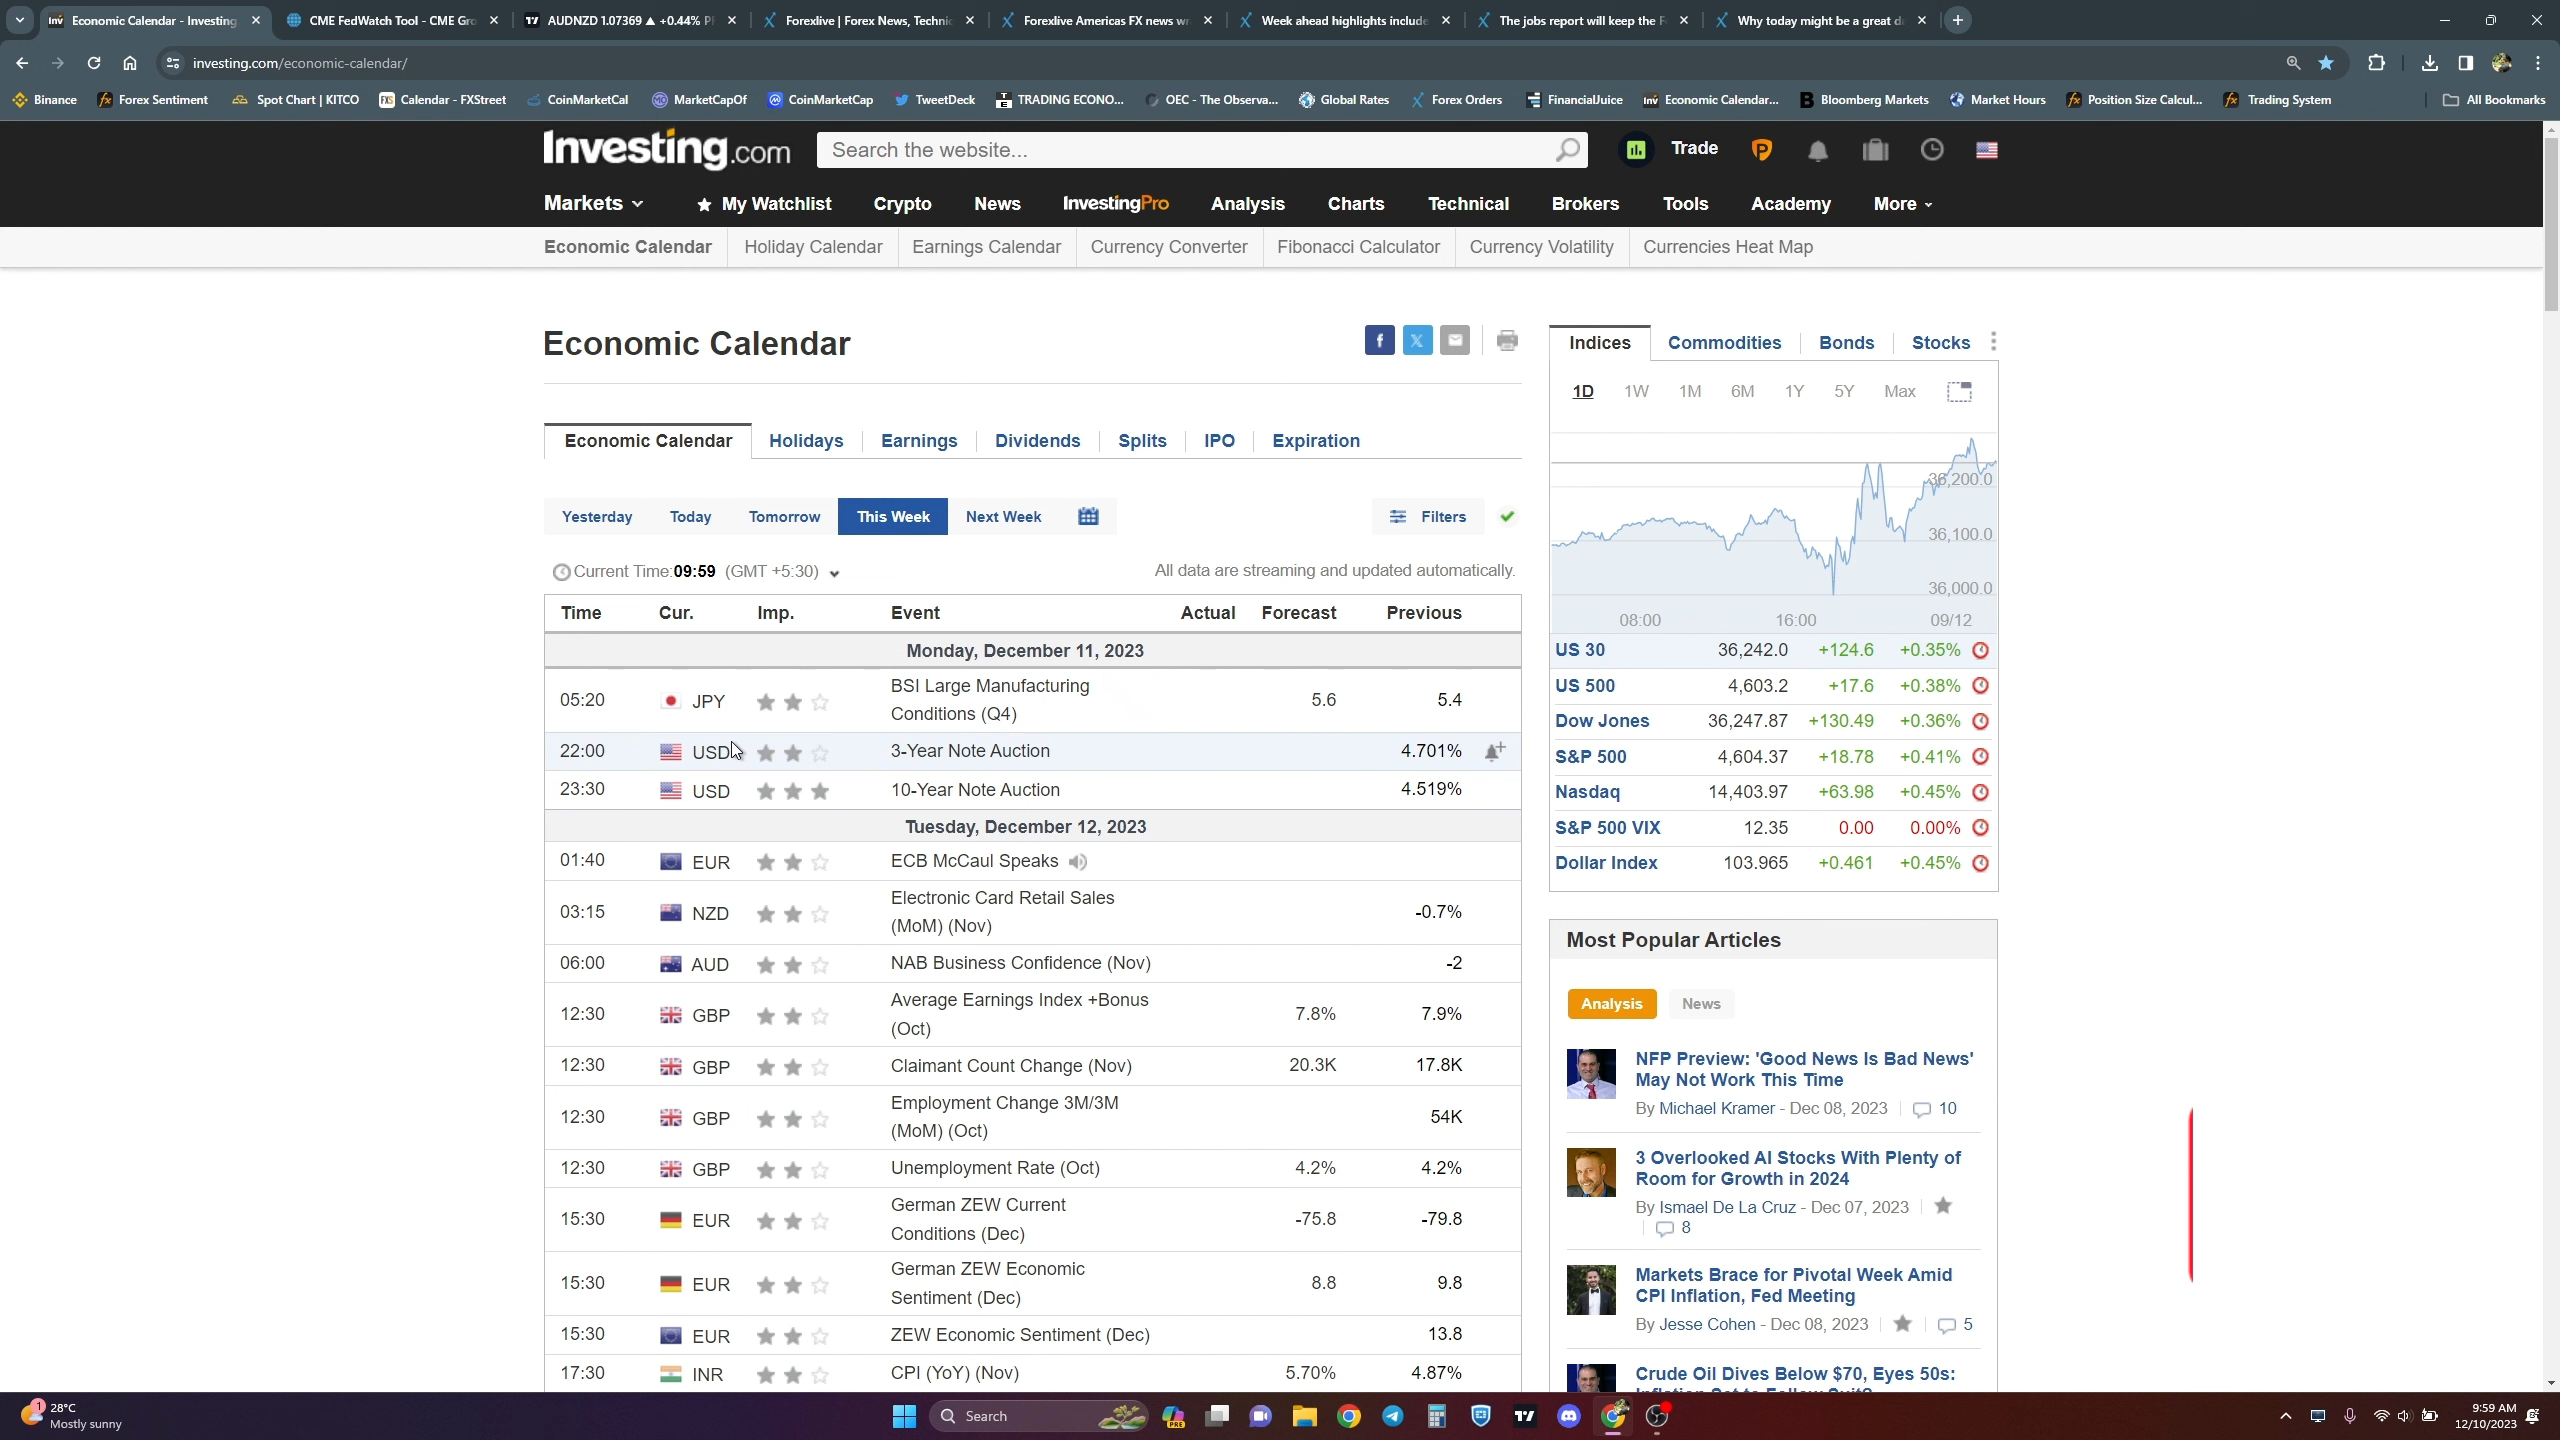 Economic Calendar - Investing
CME FedWatch Tool - CME Gro
AUDNZD 1.07369 ▲ +0.44% Pl
Forexlive | Forex News, Technic
Forexlive Americas FX news wr
Week ahead highlights include
The jobs report will keep the F
Why today might be a great d
investing.com/economic-calendar/
Binance
Forex Sentiment
Spot Chart | KITCO
Calendar - FXStreet
CoinMarketCal
MarketCapOf
CoinMarketCap
TweetDeck
TRADING ECONO...
OEC - The Observa...
Global Rates
Forex Orders
FinancialJuice
Economic Calendar...
Bloomberg Markets
Market Hours
Position Size Calcul...
Trading System
All Bookmarks
Investing.com
Search the website...
Trade
Markets
My Watchlist
Crypto
News
InvestingPro
Analysis
Charts
Technical
Brokers
Tools
Academy
More
Economic Calendar
Holiday Calendar
Earnings Calendar
Currency Converter
Fibonacci Calculator
Currency Volatility
Currencies Heat Map
Economic Calendar
Economic Calendar
Holidays
Earnings
Dividends
Splits
IPO
Expiration
Yesterday
Today
Tomorrow
This Week
Next Week
Filters
Current Time:09:59 (GMT +5:30)
All data are streaming and updated automatically.
Time Cur. Imp. Event Actual Forecast Previous
Monday, December 11, 2023
05:20 JPY BSI Large Manufacturing 5.6 5.4
Conditions (Q4)
22:00 USD 3-Year Note Auction 4.701%
23:30 USD 10-Year Note Auction 4.519%
Tuesday, December 12, 2023
01:40 EUR ECB McCaul Speaks
03:15 NZD Electronic Card Retail Sales -0.7%
(MoM) (Nov)
06:00 AUD NAB Business Confidence (Nov) -2
12:30 GBP Average Earnings Index +Bonus 7.8% 7.9%
(Oct)
12:30 GBP Claimant Count Change (Nov) 20.3K 17.8K
12:30 GBP Employment Change 3M/3M 54K
(MoM) (Oct)
12:30 GBP Unemployment Rate (Oct) 4.2% 4.2%
15:30 EUR German ZEW Current -75.8 -79.8
Conditions (Dec)
15:30 EUR German ZEW Economic 8.8 9.8
Sentiment (Dec)
15:30 EUR ZEW Economic Sentiment (Dec) 13.8
17:30 INR CPI (YoY) (Nov) 5.70% 4.87%
Indices
Commodities
Bonds
Stocks
1D 1W 1M 6M 1Y 5Y Max
36,200.0
36,100.0
36,000.0
08:00 16:00 09/12
US 30 36,242.0 +124.6 +0.35%
US 500 4,603.2 +17.6 +0.38%
Dow Jones 36,247.87 +130.49 +0.36%
S&P 500 4,604.37 +18.78 +0.41%
Nasdaq 14,403.97 +63.98 +0.45%
S&P 500 VIX 12.35 0.00 0.00%
Dollar Index 103.965 +0.461 +0.45%
Most Popular Articles
Analysis
News
NFP Preview: 'Good News Is Bad News'
May Not Work This Time
By Michael Kramer - Dec 08, 2023 10
3 Overlooked AI Stocks With Plenty of
Room for Growth in 2024
By Ismael De La Cruz - Dec 07, 2023
8
Markets Brace for Pivotal Week Amid
CPI Inflation, Fed Meeting
By Jesse Cohen - Dec 08, 2023 5
Crude Oil Dives Below $70, Eyes 50s:
1
28°C
Mostly sunny
Search
9:59 AM
12/10/2023